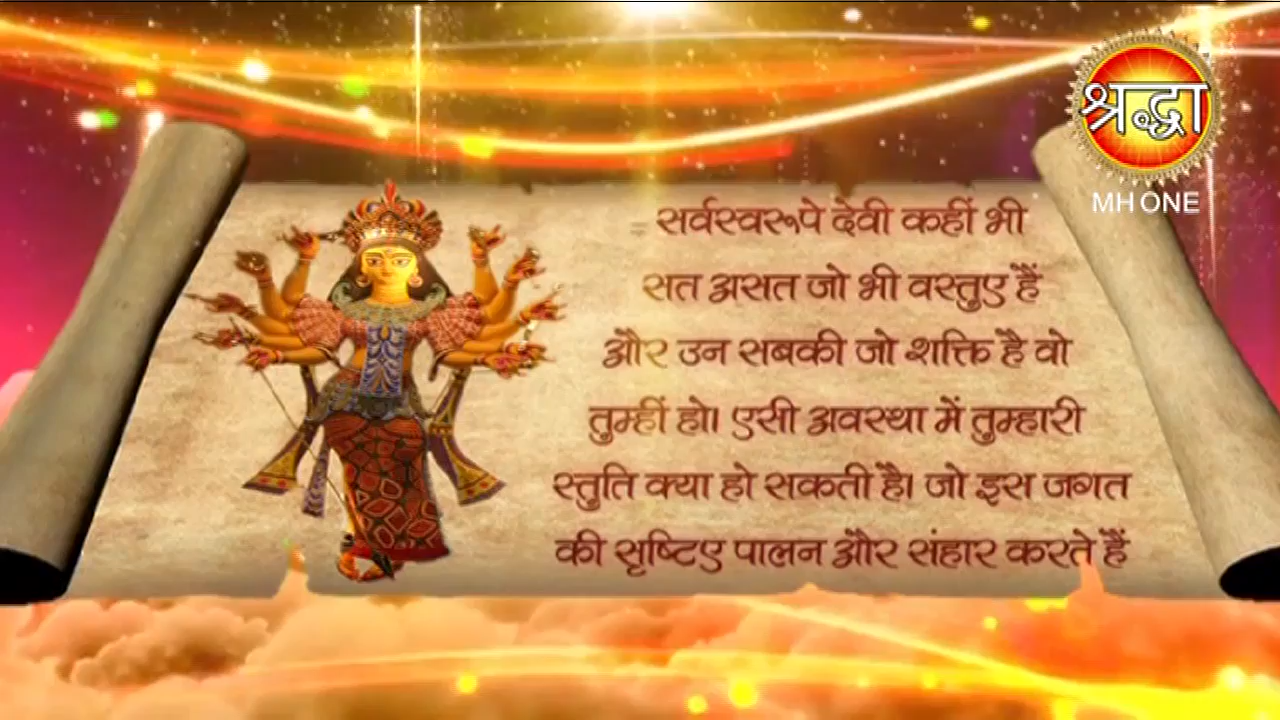 श्रद्धा
MH ONE
सर्वस्वरूपे देवी कहीं भी
सत असत जो भी वस्तुए हैं
और उन सबकी जो शक्ति है वो
तुम्हीं हो। एसी अवस्था में तुम्हारी
स्तुति क्या हो सकती है। जो इस जगत
की सृष्टिए पालन और संहार करते हैं